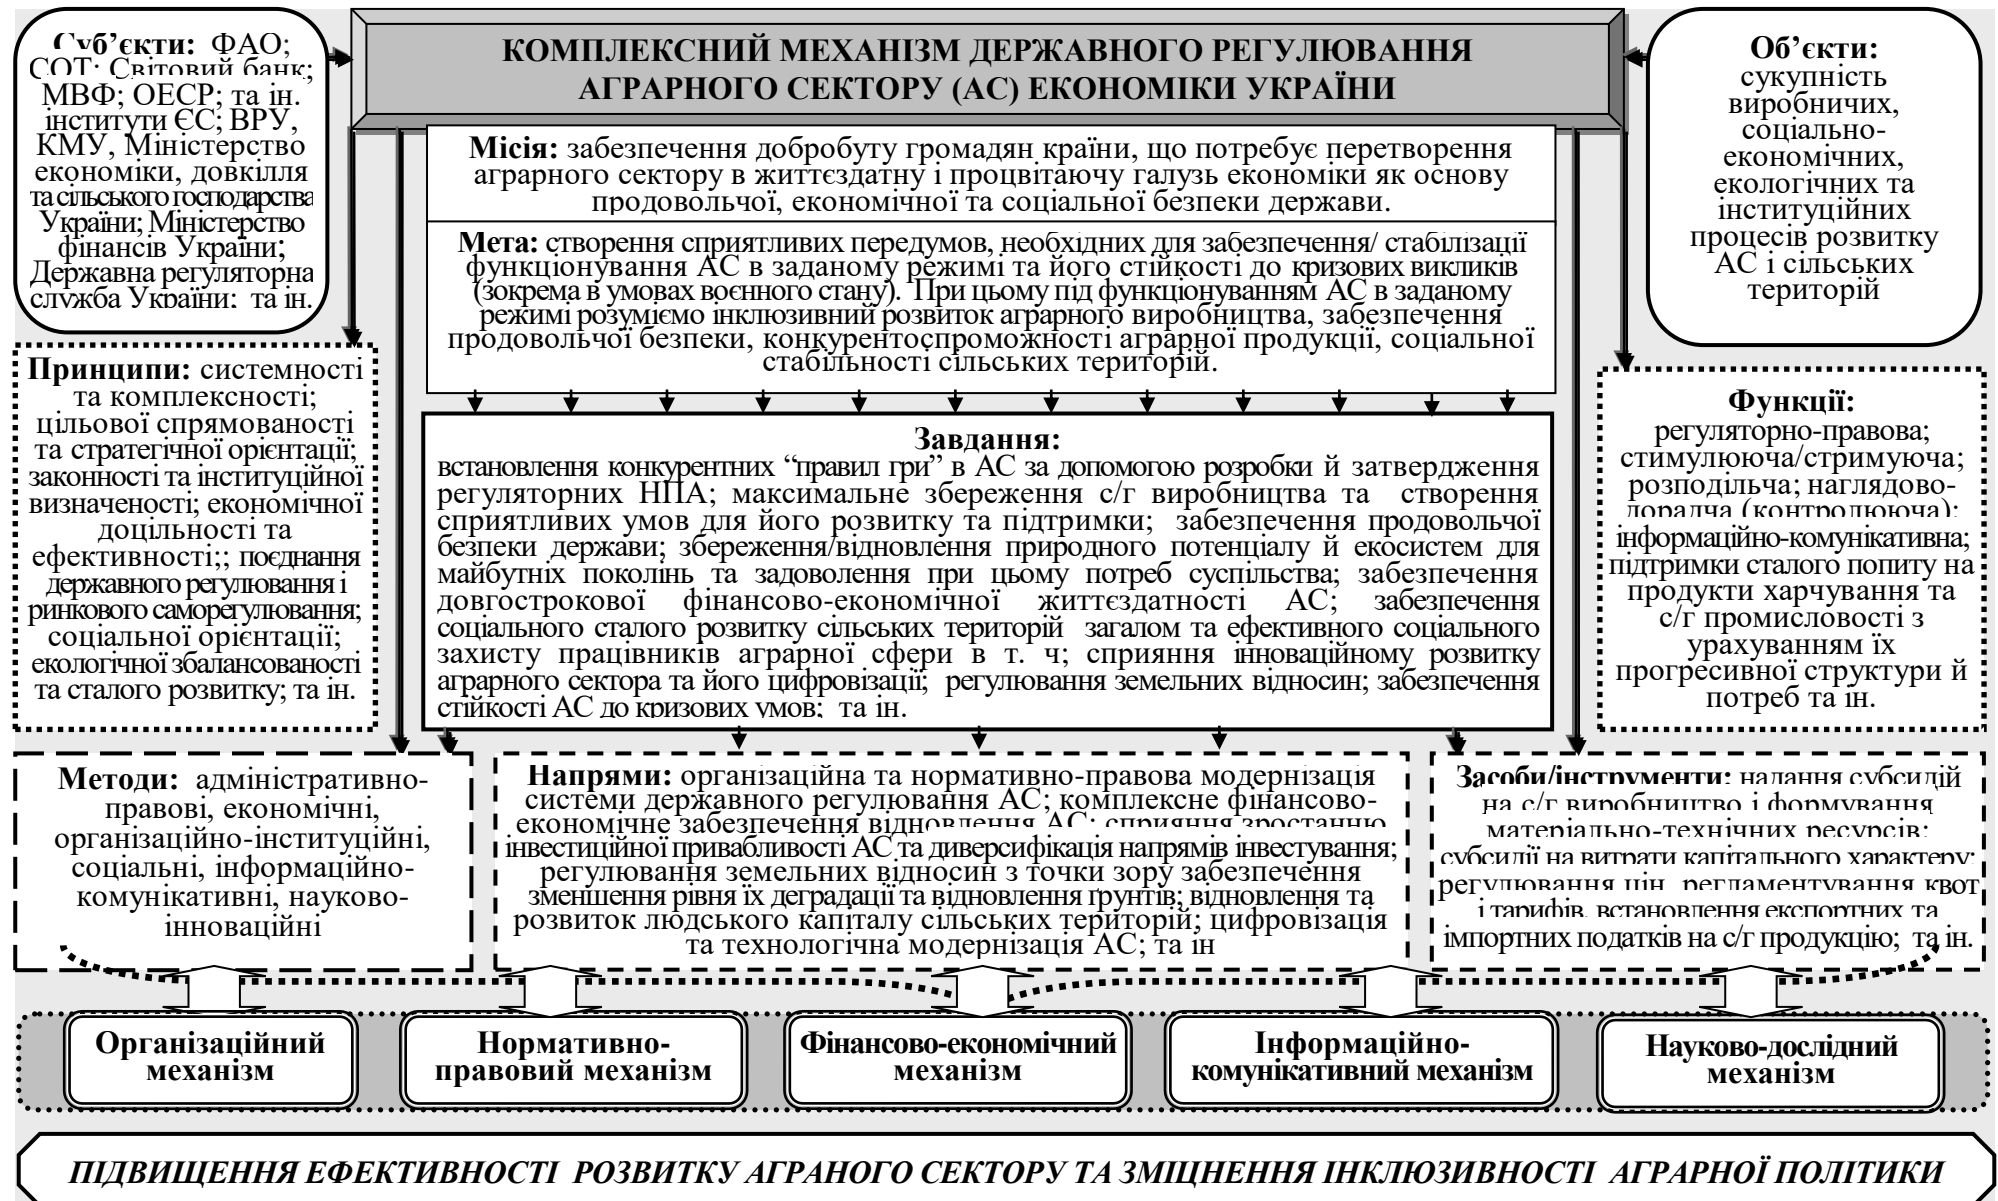 КОМПЛЕКСНИЙ МЕХАНІЗМ ДЕРЖАВНОГО РЕГУЛЮВАННЯ
АГРАРНОГО СЕКТОРУ (АС) ЕКОНОМІКИ УКРАЇНИ
Суб’єкти: ФАО;
СОТ; Світовий банк;
МВФ; ОЕСР; та ін.
інститути ЄС; ВРУ,
КМУ, Міністерство
економіки, довкілля
та сільського господарства
України; Міністерство
фінансів України;
Державна регуляторна
служба України; та ін.
Об’єкти:
сукупність
виробничих,
соціально-
економічних,
екологічних та
інституційних
процесів розвитку
АС і сільських
територій
Місія: забезпечення добробуту громадян країни, що потребує перетворення
аграрного сектору в життєздатну і процвітаючу галузь економіки як основу
продовольчої, економічної та соціальної безпеки держави.
Мета: створення сприятливих передумов, необхідних для забезпечення/ стабілізації
функціонування АС в заданому режимі та його стійкості до кризових викликів
(зокрема в умовах воєнного стану). При цьому під функціонуванням АС в заданому
режимі розуміємо інклюзивний розвиток аграрного виробництва, забезпечення
продовольчої безпеки, конкурентоспроможності аграрної продукції, соціальної
стабільності сільських територій.
Принципи: системності
та комплексності;
цільової спрямованості
та стратегічної орієнтації;
законності та інституційної
визначеності; економічної
доцільності та
ефективності;; поєднання
державного регулювання і
ринкового саморегулювання;
соціальної орієнтації;
екологічної збалансованості
та сталого розвитку; та ін.
Завдання:
встановлення конкурентних “правил гри” в АС за допомогою розробки й затвердження
регуляторних НПА; максимальне збереження с/г виробництва та створення
сприятливих умов для його розвитку та підтримки; забезпечення продовольчої
безпеки держави; збереження/відновлення природного потенціалу й екосистем для
майбутніх поколінь та задоволення при цьому потреб суспільства; забезпечення
довгострокової фінансово-економічної життєздатності АС; забезпечення
соціального сталого розвитку сільських територій загалом та ефективного соціального
захисту працівників аграрної сфери в т. ч; сприяння інноваційному розвитку
аграрного сектора та його цифровізації; регулювання земельних відносин; забезпечення
стійкості АС до кризових умов; та ін.
Функції:
регуляторно-правова;
стимулююча/стримуюча;
розподільча; наглядово-
дорадча (контролююча);
інформаційно-комунікативна;
підтримки сталого попиту на
продукти харчування та
с/г промисловості з
урахуванням їх
прогресивної структури й
потреб та ін.
Методи: адміністративно-
правові, економічні,
організаційно-інституційні,
соціальні, інформаційно-
комунікативні, науково-
інноваційні
Напрями: організаційна та нормативно-правова модернізація
системи державного регулювання АС; комплексне фінансово-
економічне забезпечення відновлення АС; сприяння зростанню
інвестиційної привабливості АС та диверсифікація напрямів інвестування;
регулювання земельних відносин з точки зору забезпечення
зменшення рівня їх деградації та відновлення ґрунтів; відновлення та
розвиток людського капіталу сільських територій; цифровізація
та технологічна модернізація АС; та ін
Засоби/інструменти: надання субсидій
на с/г виробництво і формування
матеріально-технічних ресурсів;
субсидії на витрати капітального характеру;
регулювання цін, регламентування квот
і тарифів, встановлення експортних та
імпортних податків на с/г продукцію; та ін.
Організаційний
механізм
Нормативно-
правовий механізм
Фінансово-економічний
механізм
Інформаційно-
комунікативний механізм
Науково-дослідний
механізм
ПІДВИЩЕННЯ ЕФЕКТИВНОСТІ РОЗВИТКУ АГРАНОГО СЕКТОРУ ТА ЗМІЦНЕННЯ ІНКЛЮЗИВНОСТІ АГРАРНОЇ ПОЛІТИКИ